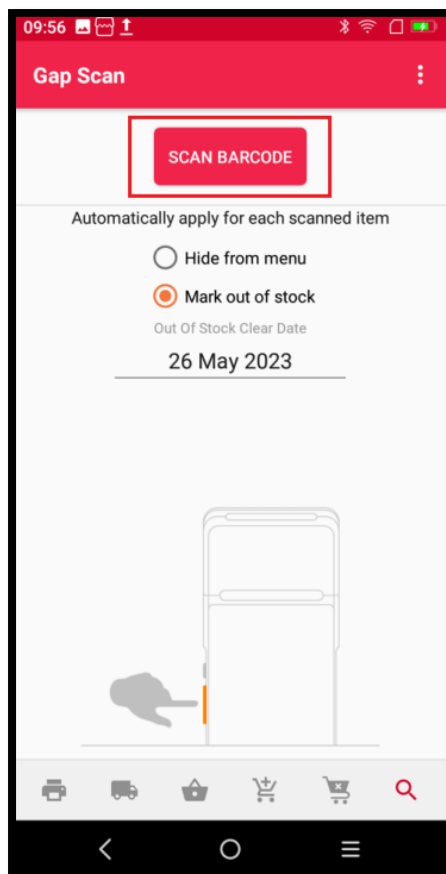 09:56
Gap Scan
SCAN BARCODE
Automatically apply for each scanned item
Hide from menu
Mark out of stock
Out Of Stock Clear Date
26 May 2023